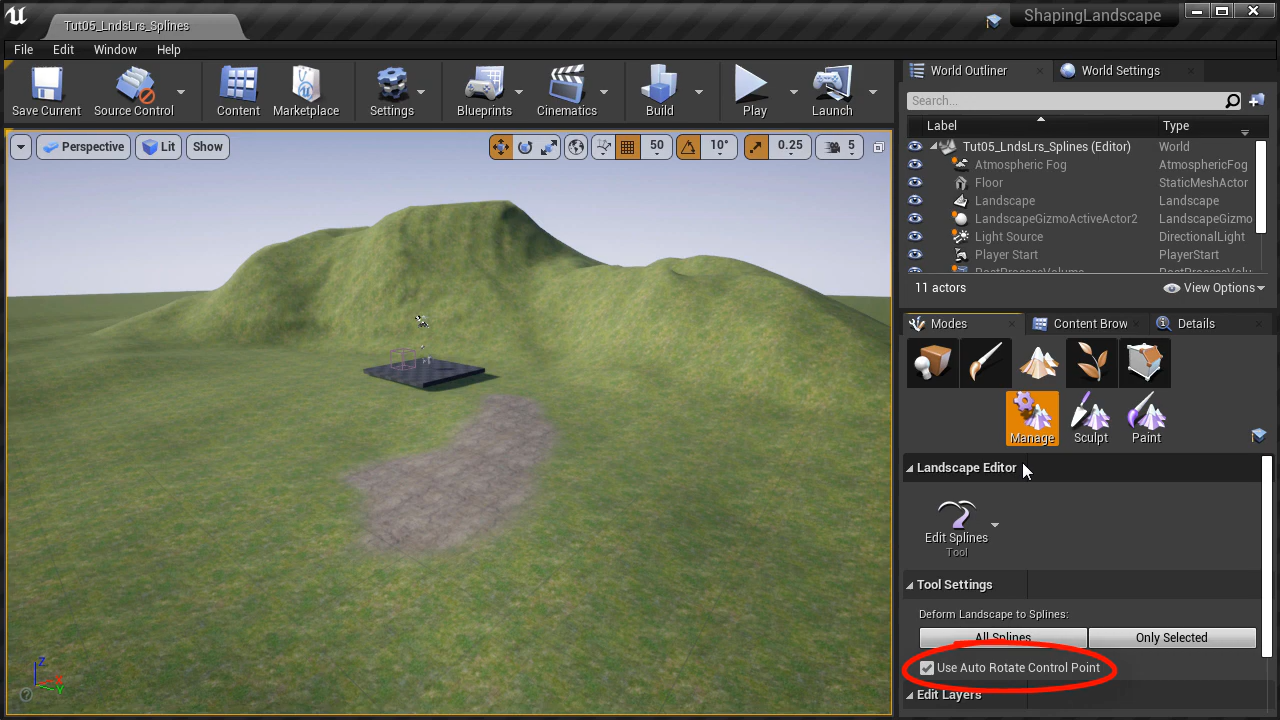 Tut05_LndsLrs_Splines
ShapingLandscape
File Edit Window Help
Save Current Source Control Content Marketplace Settings Blueprints Cinematics Build Play Launch
Perspective Lit Show 50 10° 0.25 5
World Outliner World Settings
Search...
Label Type
Tut05_LndsLrs_Splines (Editor) World
Atmospheric Fog AtmosphericFog
Floor StaticMeshActor
Landscape Landscape
LandscapeGizmoActiveActor2 LandscapeGizmo
Light Source DirectionalLight
Player Start PlayerStart
PostProcessVolume PostProcessVolu
11 actors View Options
Modes Content Brow Details
Manage Sculpt Paint
Landscape Editor
Edit Splines
Tool
Tool Settings
Deform Landscape to Splines:
All Splines Only Selected
Use Auto Rotate Control Point
Edit Layers
Z
X
Y